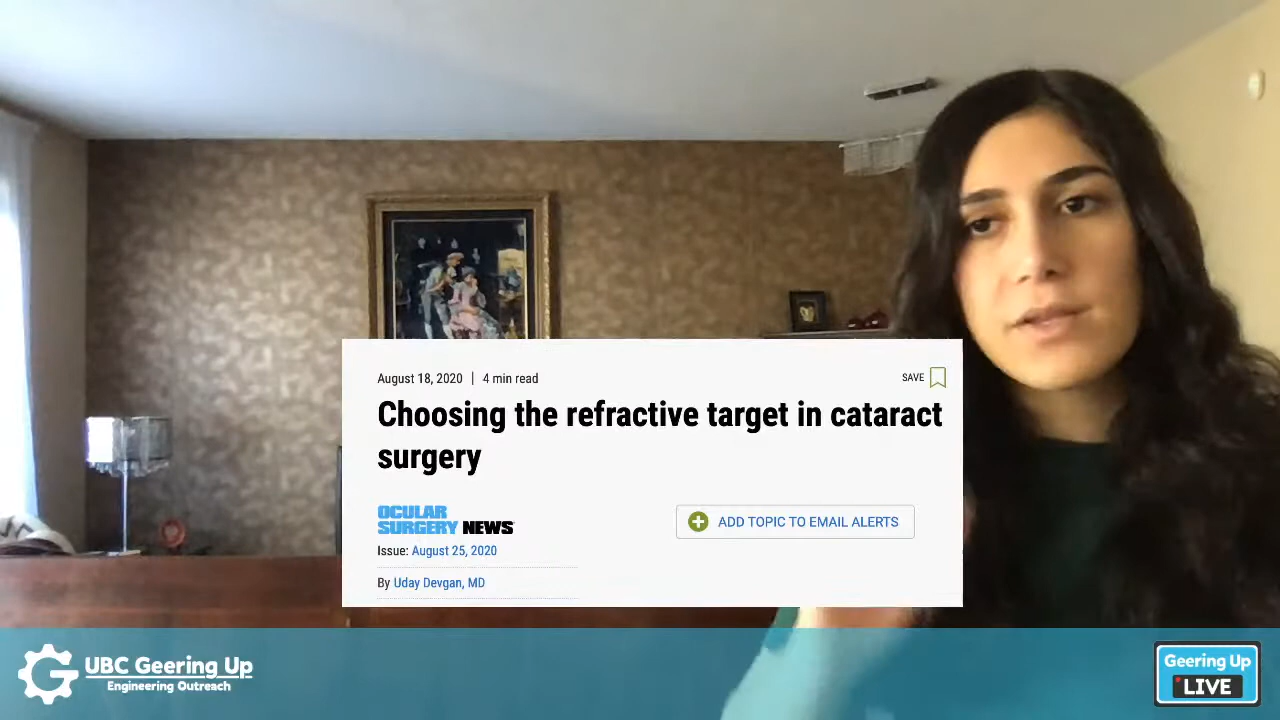 August 18, 2020 | 4 min read
SAVE
Choosing the refractive target in cataract
surgery
OCULAR
SURGERY NEWS
ADD TOPIC TO EMAIL ALERTS
Issue: August 25, 2020
By Uday Devgan, MD
UBC Geering Up
Engineering Outreach
Geering Up
LIVE